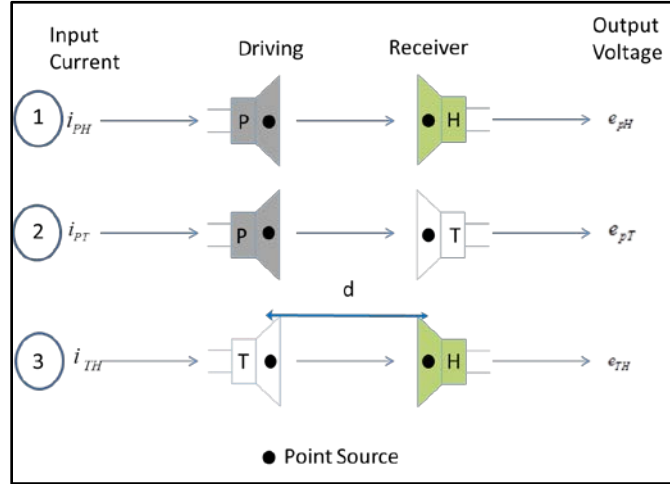 Input Current
Driving
Receiver
Output Voltage
1 i_PH P H e_pH
2 i_PT P T e_pT
d
3 i_TH T H e_TH
Point Source